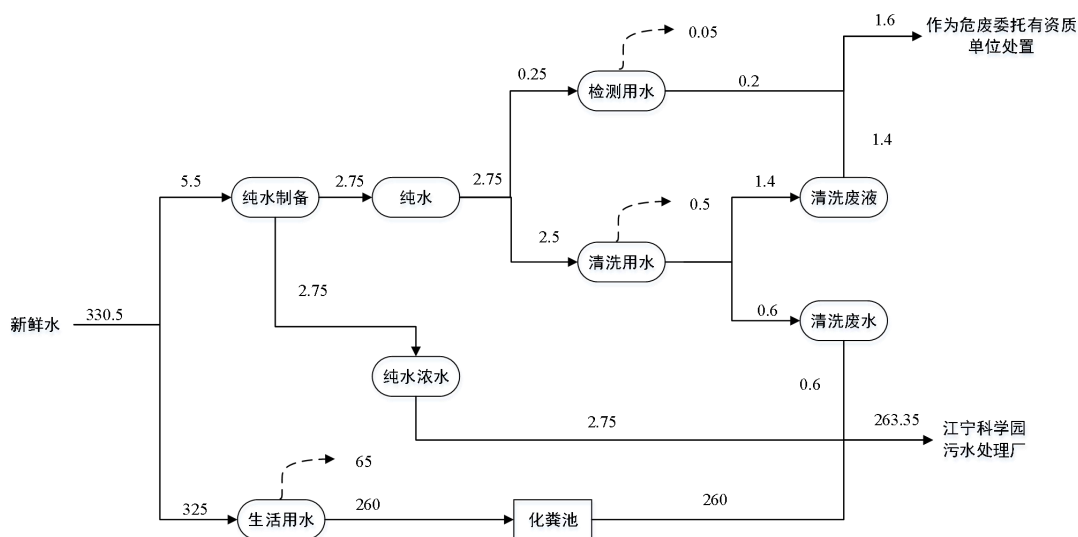 1.6
作为危废委托有资质
单位处置
0.05
0.25
检测用水
0.2
1.4
5.5
纯水制备
2.75
纯水
2.75
1.4
清洗废液
0.5
2.5
清洗用水
2.75
0.6
清洗废水
新鲜水
330.5
纯水浓水
0.6
2.75
263.35
江宁科学园
污水处理厂
65
325
生活用水
260
化粪池
260